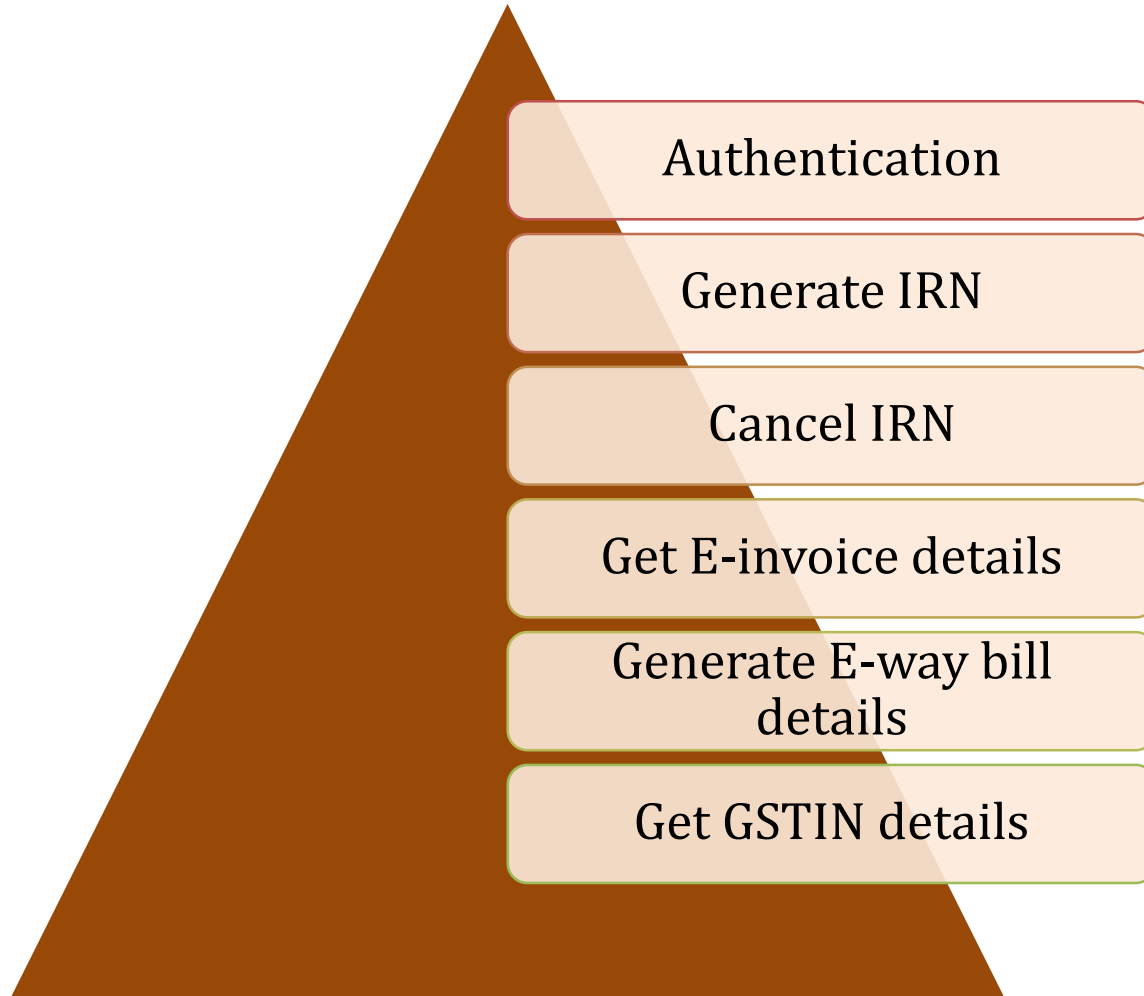 Authentication
Generate IRN
Cancel IRN
Get E-invoice details
Generate E-way bill
details
Get GSTIN details